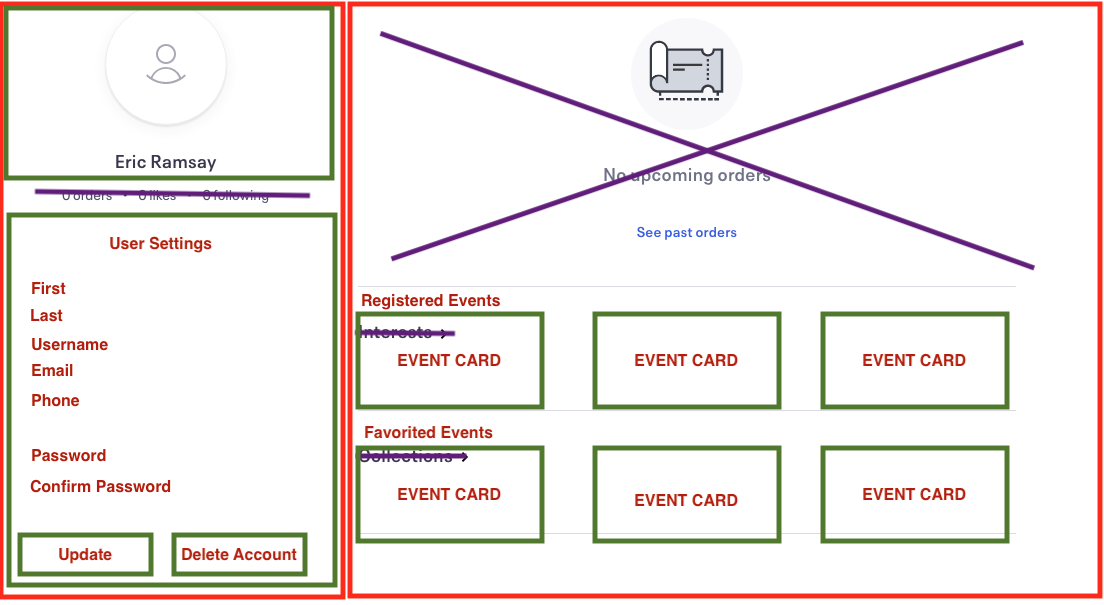 Eric Ramsay
0 orders · 0 likes · 0 following
User Settings
First
Last
Username
Email
Phone
Password
Confirm Password
Update
Delete Account
No upcoming orders
See past orders
Registered Events
Interests →
EVENT CARD
EVENT CARD
EVENT CARD
Favorited Events
Collections →
EVENT CARD
EVENT CARD
EVENT CARD